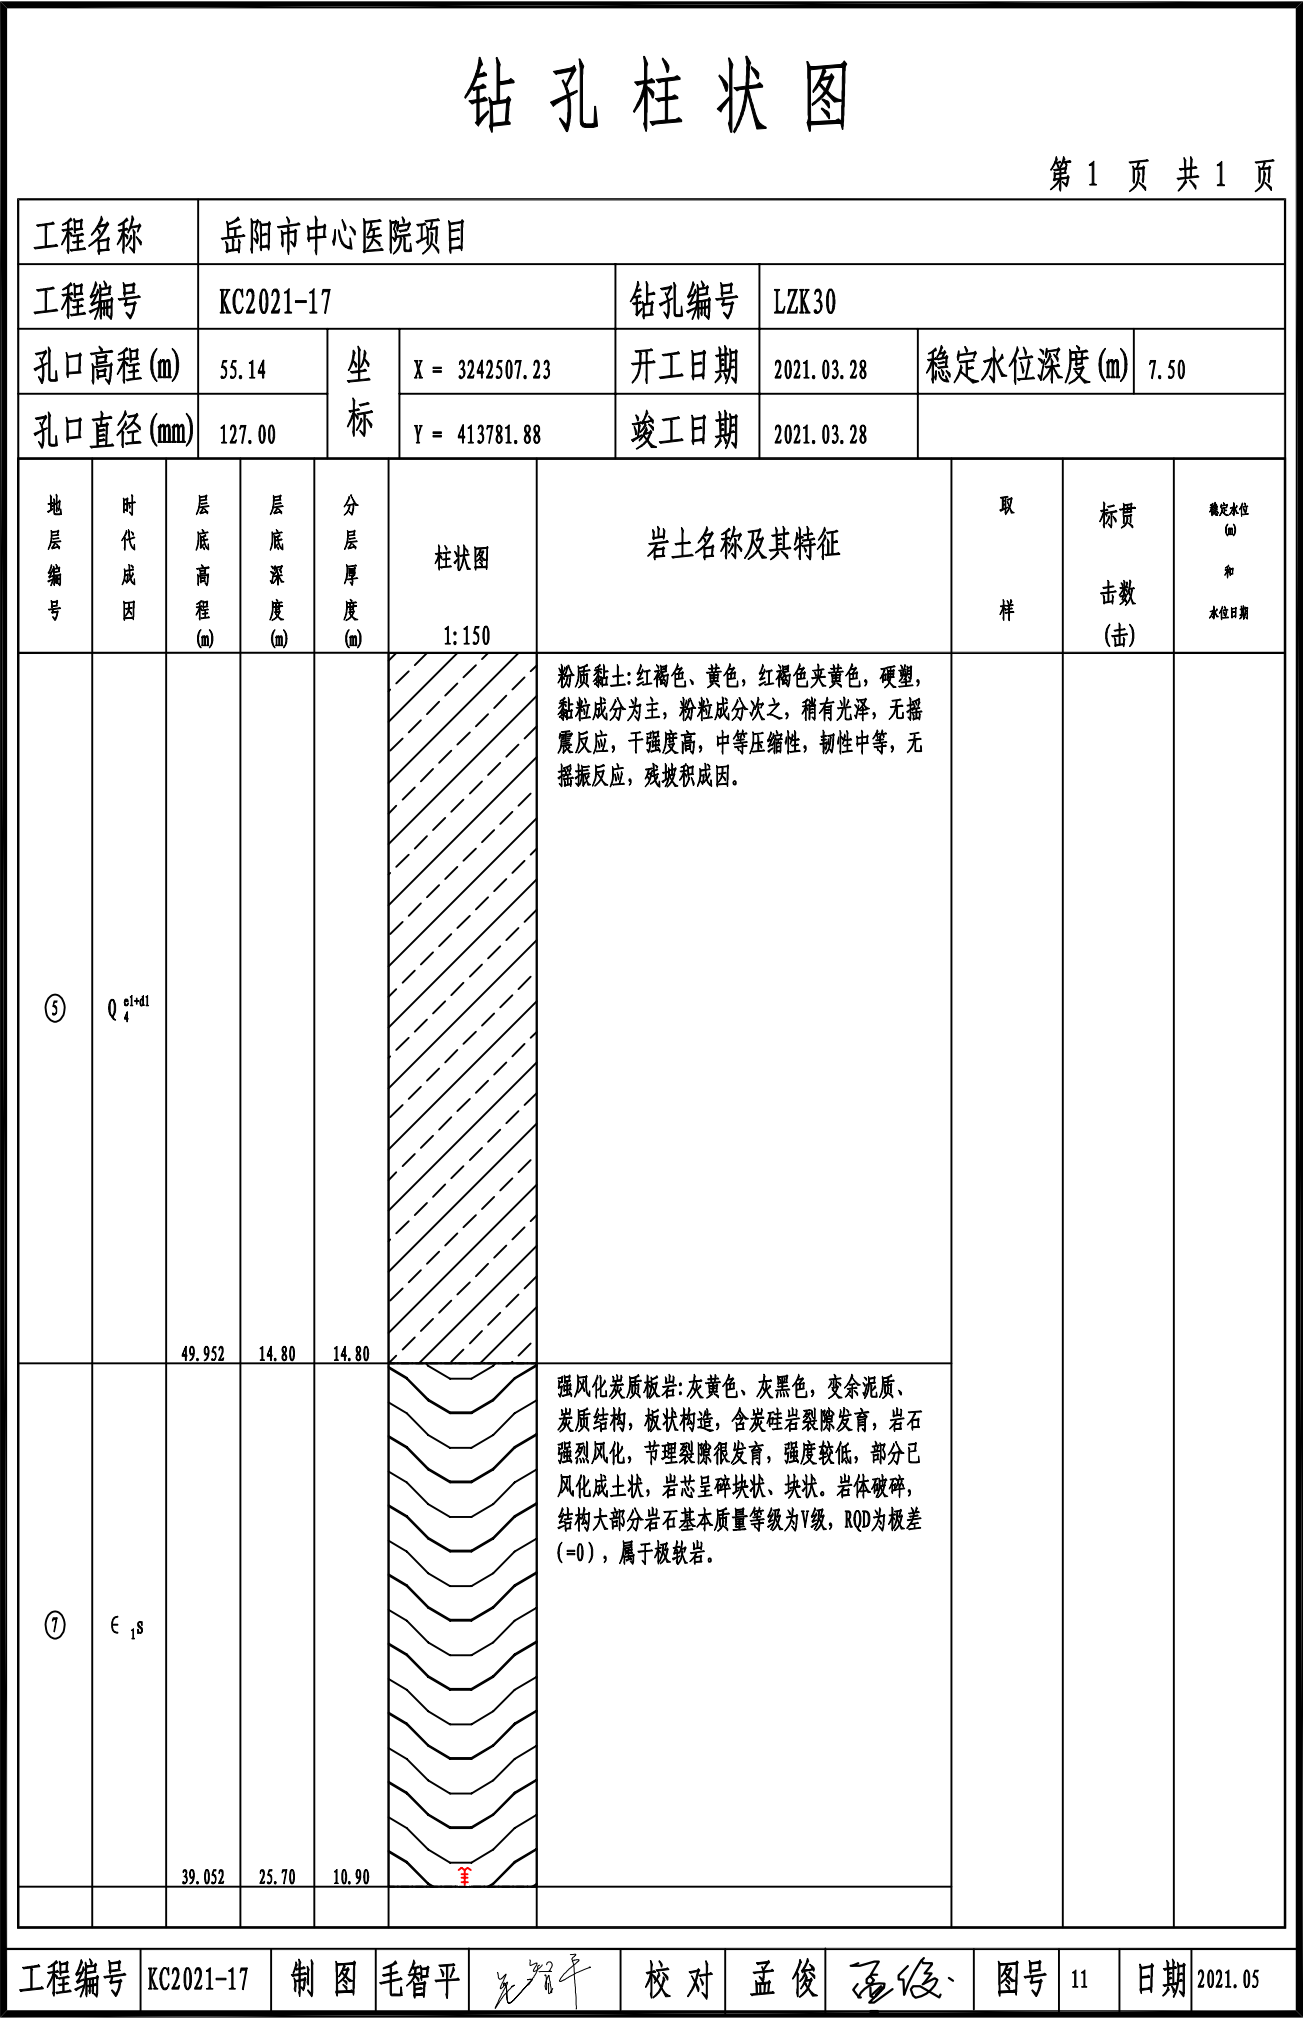 钻孔柱状图
第 1 页 共 1 页
工程名称 岳阳市中心医院项目
工程编号 KC2021-17 钻孔编号 LZK30
孔口高程(m) 55.14 坐标 X = 3242507.23 开工日期 2021.03.28 稳定水位深度(m) 7.50
孔口直径(mm) 127.00 Y = 413781.88 竣工日期 2021.03.28
地层编号 时代成因 层底高程(m) 层底深度(m) 分层厚度(m) 柱状图 1:150 岩土名称及其特征 取样 标贯击数(击) 稳定水位(m)和水位日期
粉质黏土:红褐色、黄色，红褐色夹黄色，硬塑，
黏粒成分为主，粉粒成分次之，稍有光泽，无摇
震反应，干强度高，中等压缩性，韧性中等，无
摇振反应，残坡积成因。
⑤ Q 4 el+dl
49.952 14.80 14.80
强风化炭质板岩:灰黄色、灰黑色，变余泥质、
炭质结构，板状构造，含炭硅岩裂隙发育，岩石
强烈风化，节理裂隙很发育，强度较低，部分已
风化成土状，岩芯呈碎块状、块状。岩体破碎，
结构大部分岩石基本质量等级为V级，RQD为极差
(=0)，属于极软岩。
⑦ ∈ 1s
39.052 25.70 10.90
工程编号 KC2021-17 制图 毛智平 毛智平 校对 孟俊 孟俊 图号 11 日期 2021.05